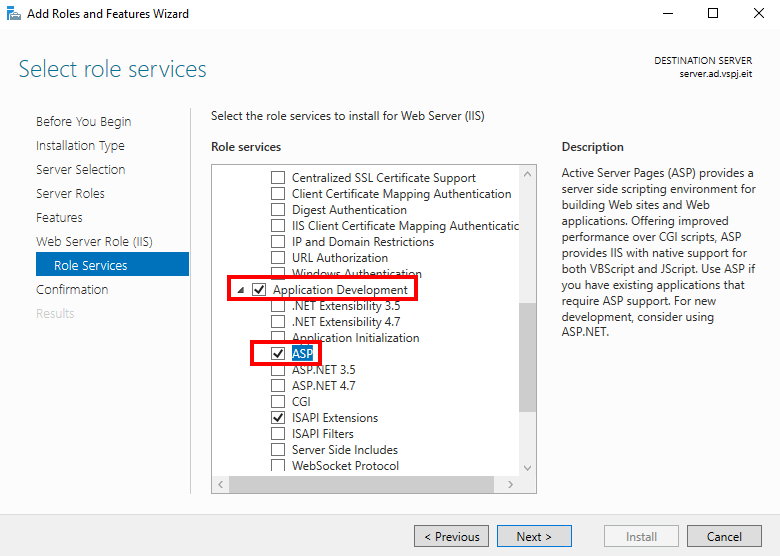 Add Roles and Features Wizard
Select role services
DESTINATION SERVER
server.ad.vspj.eit
Before You Begin
Installation Type
Server Selection
Server Roles
Features
Web Server Role (IIS)
Role Services
Confirmation
Results
Select the role services to install for Web Server (IIS)
Role services
Centralized SSL Certificate Support
Client Certificate Mapping Authentication
Digest Authentication
IIS Client Certificate Mapping Authenticatic
IP and Domain Restrictions
URL Authorization
Windows Authentication
Application Development
.NET Extensibility 3.5
.NET Extensibility 4.7
Application Initialization
ASP
ASP.NET 3.5
ASP.NET 4.7
CGI
ISAPI Extensions
ISAPI Filters
Server Side Includes
WebSocket Protocol
Description
Active Server Pages (ASP) provides a
server side scripting environment for
building Web sites and Web
applications. Offering improved
performance over CGI scripts, ASP
provides IIS with native support for
both VBScript and JScript. Use ASP if
you have existing applications that
require ASP support. For new
development, consider using
ASP.NET.
< Previous
Next >
Install
Cancel